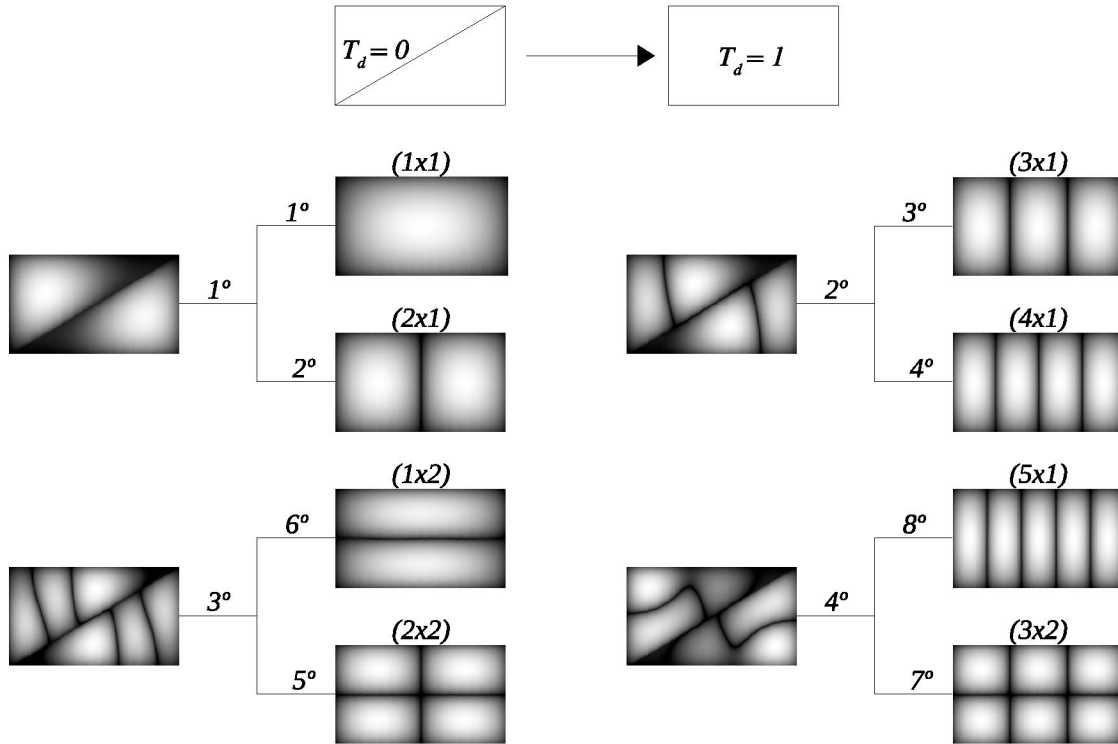 T_d = 0
T_d = 1
(1x1)
1º
1º
(2x1)
2º
(3x1)
3º
2º
(4x1)
4º
(1x2)
6º
3º
(2x2)
5º
(5x1)
8º
4º
(3x2)
7º